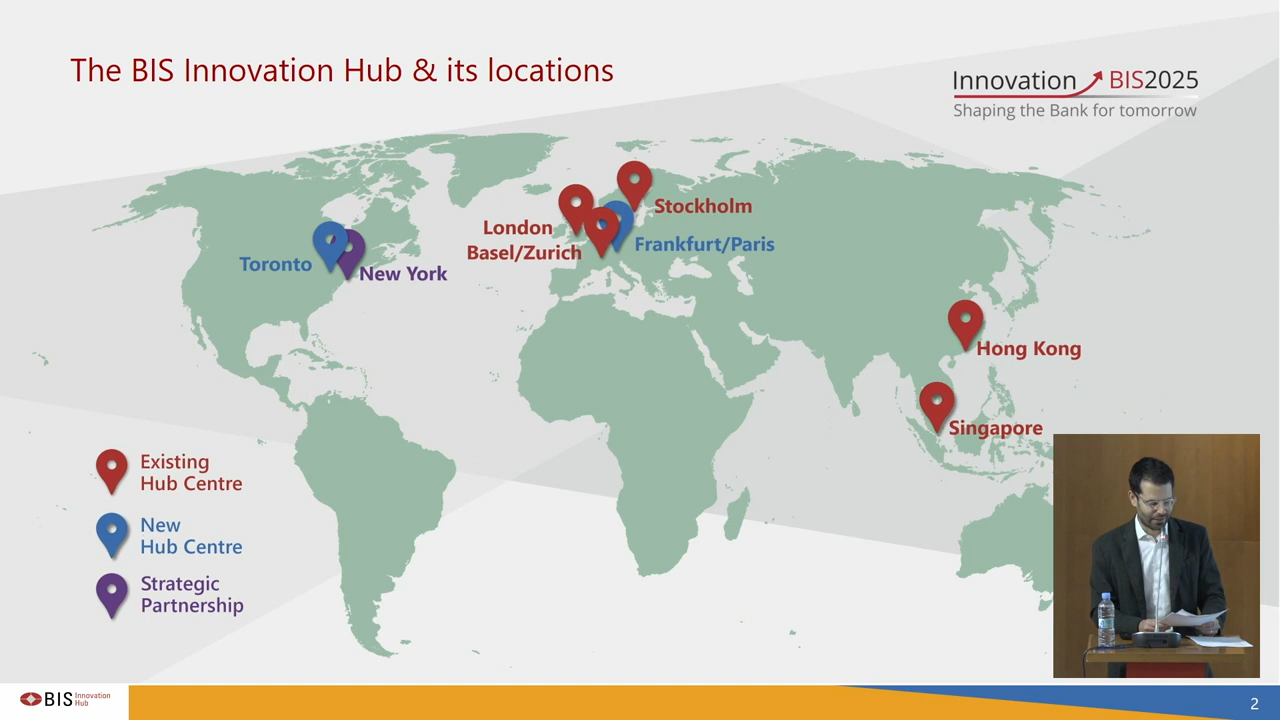 The BIS Innovation Hub & its locations
Innovation BIS2025
Shaping the Bank for tomorrow
Stockholm
London
Basel/Zurich
Frankfurt/Paris
Toronto
New York
Hong Kong
Singapore
Existing
Hub Centre
New
Hub Centre
Strategic
Partnership
BIS Innovation
Hub
2